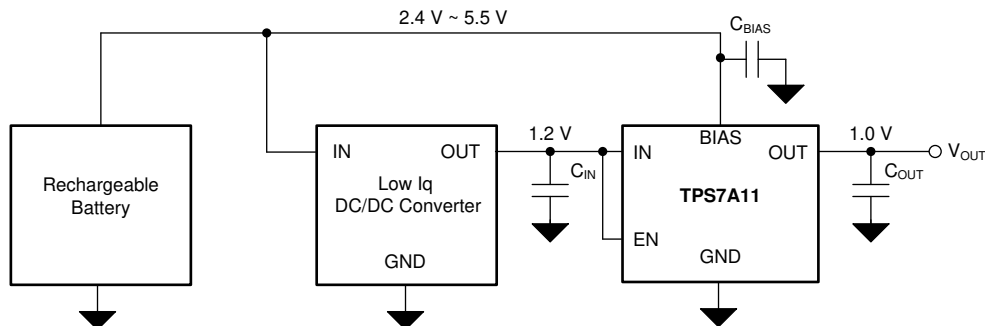 2.4 V ~ 5.5 V
CBIAS
Rechargeable
Battery
IN
OUT
Low Iq
DC/DC Converter
GND
1.2 V
CIN
IN
BIAS
OUT
TPS7A11
EN
GND
1.0 V
VOUT
COUT